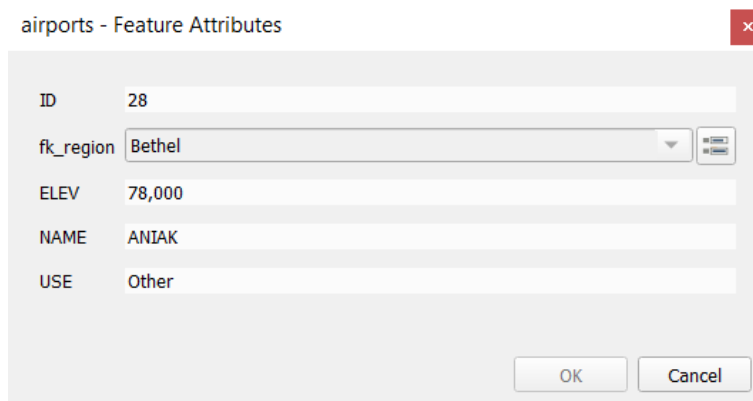 airports - Feature Attributes
ID 28
fk_region Bethel
ELEV 78,000
NAME ANIAK
USE Other
OK Cancel